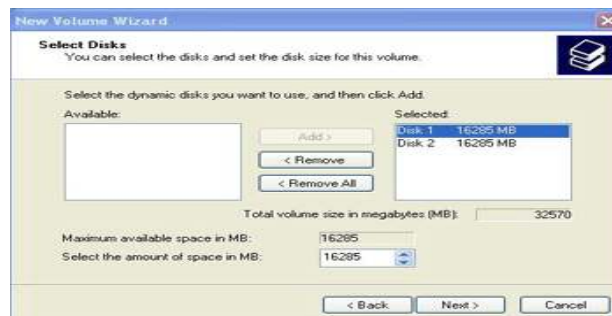 New Volume Wizard
Select Disks
You can select the disks and set the disk size for this volume.
Select the dynamic disks you want to use, and then click Add.
Available:
Selected:
Add >
Disk 1 16285 MB
Disk 2 16285 MB
< Remove
< Remove All
Total volume size in megabytes (MB): 32570
Maximum available space in MB: 16285
Select the amount of space in MB: 16285
< Back Next > Cancel